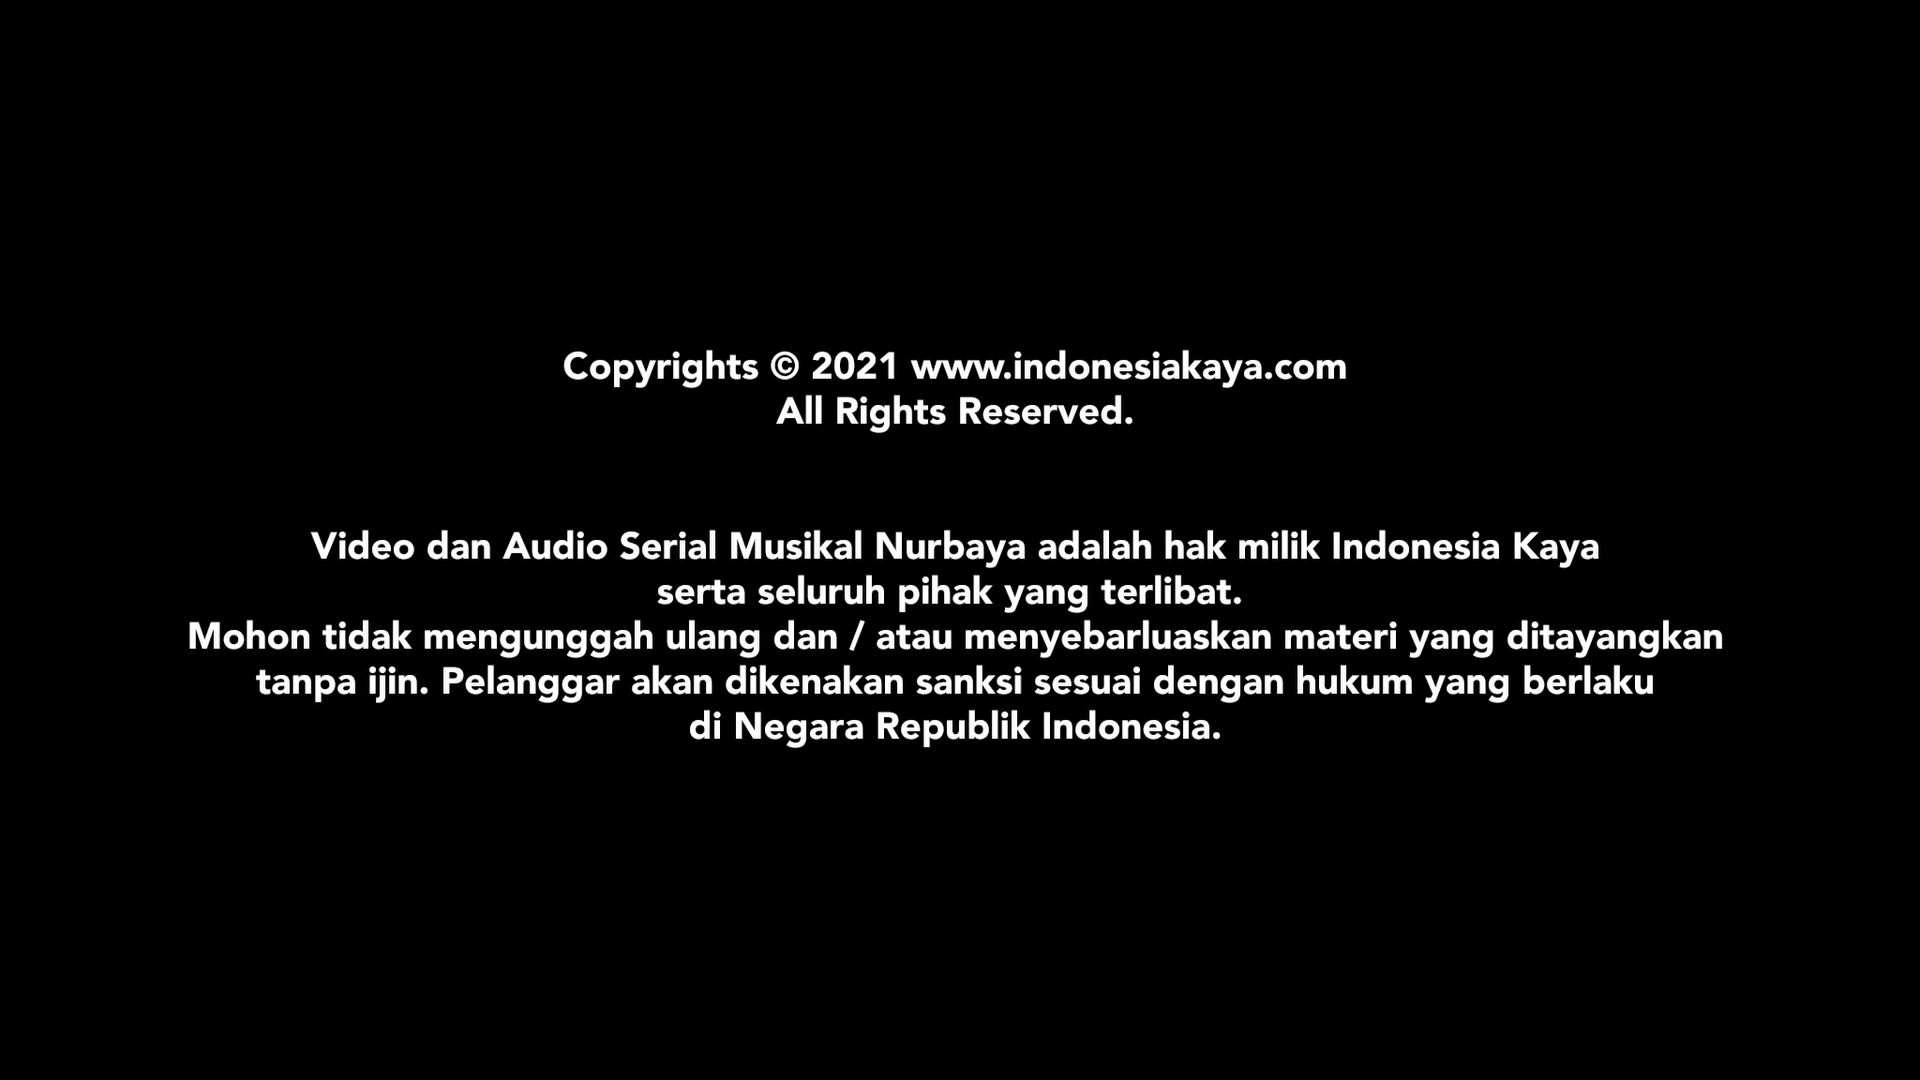 Copyrights © 2021 www.indonesiakaya.com
All Rights Reserved.
Video dan Audio Serial Musikal Nurbaya adalah hak milik Indonesia Kaya
serta seluruh pihak yang terlibat.
Mohon tidak mengunggah ulang dan / atau menyebarluaskan materi yang ditayangkan
tanpa ijin. Pelanggar akan dikenakan sanksi sesuai dengan hukum yang berlaku
di Negara Republik Indonesia.